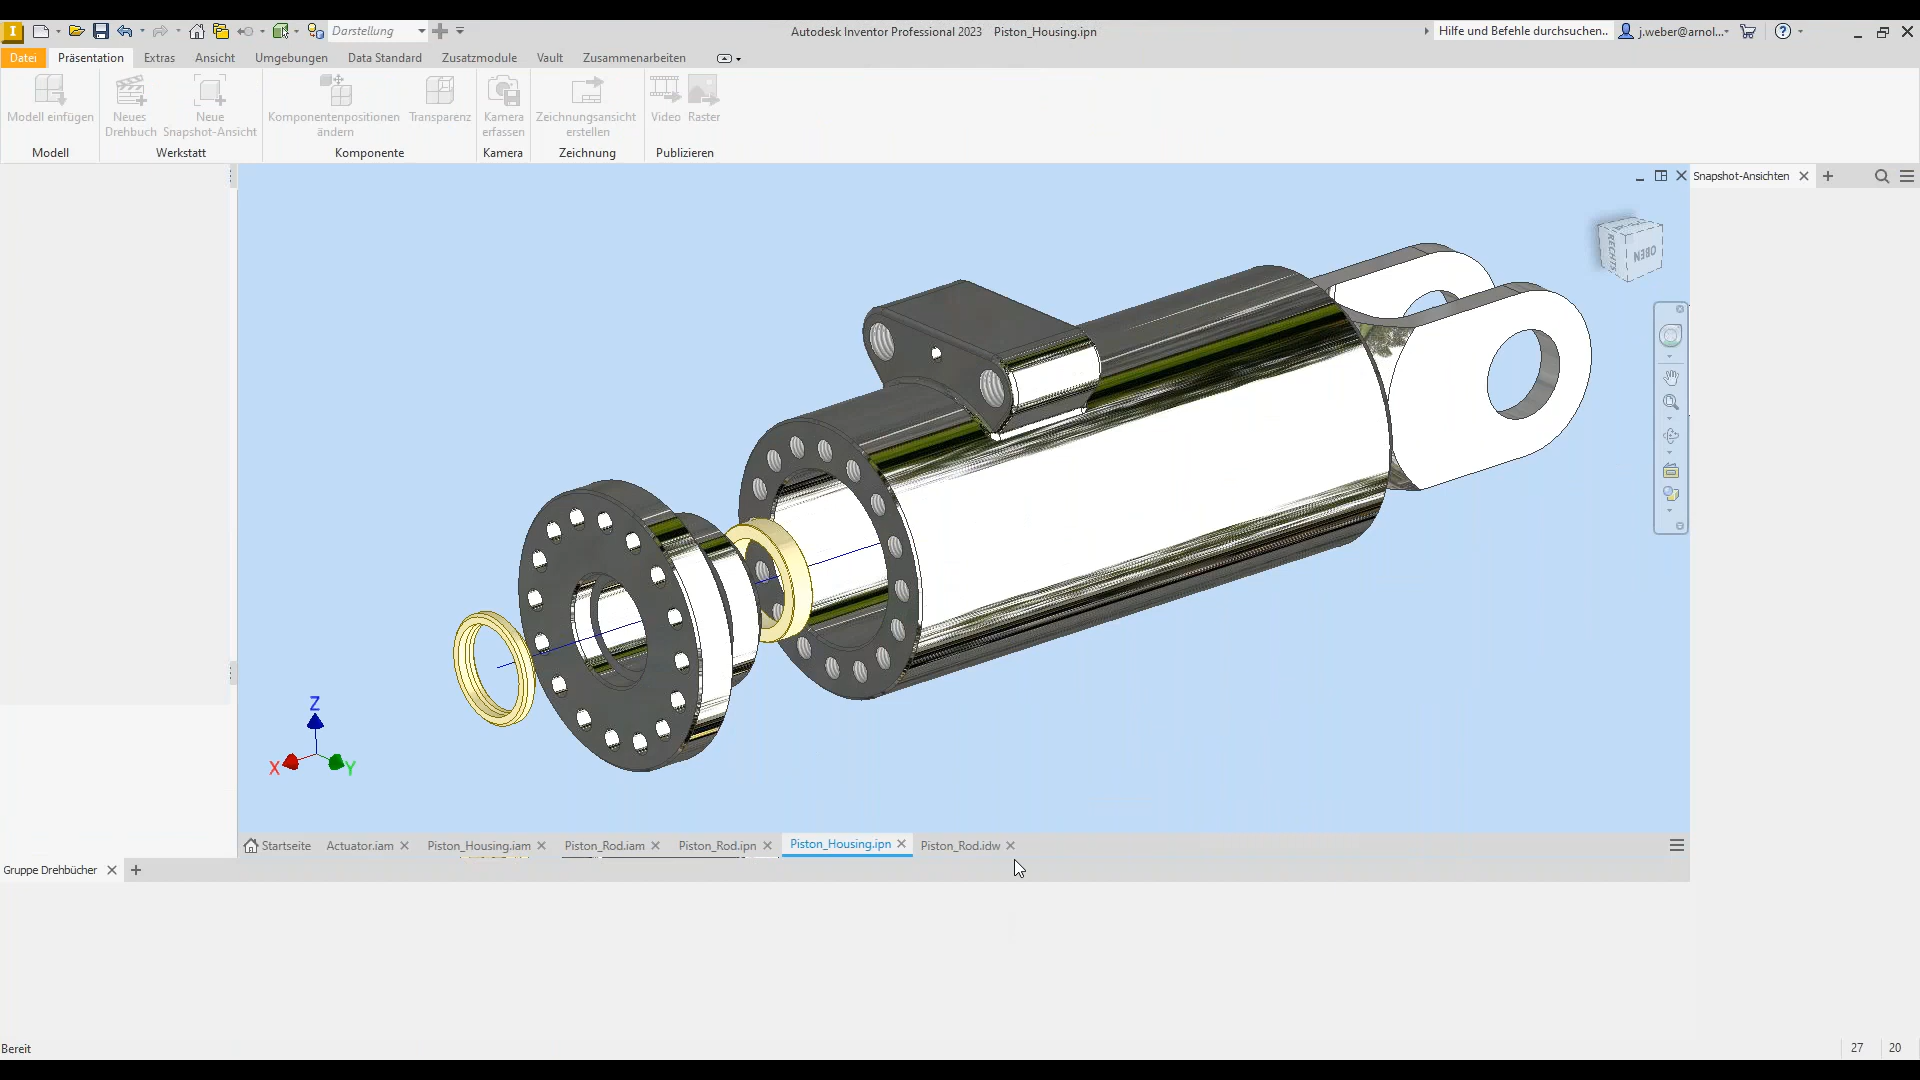 I
Darstellung
Autodesk Inventor Professional 2023 Piston_Housing.ipn
Hilfe und Befehle durchsuchen..
j.weber@arnol...
Datei Präsentation Extras Ansicht Umgebungen Data Standard Zusatzmodule Vault Zusammenarbeiten
Modell einfügen
Neues Drehbuch
Neue Snapshot-Ansicht
Komponentenpositionen ändern
Transparenz
Kamera erfassen
Zeichnungsansicht erstellen
Video
Raster
Modell Werkstatt Komponente Kamera Zeichnung Publizieren
Snapshot-Ansichten
RECHTS
OBEN
Z
X
Y
Startseite Actuator.iam Piston_Housing.iam Piston_Rod.iam Piston_Rod.ipn Piston_Housing.ipn Piston_Rod.idw
Gruppe Drehbücher
Bereit
27 20